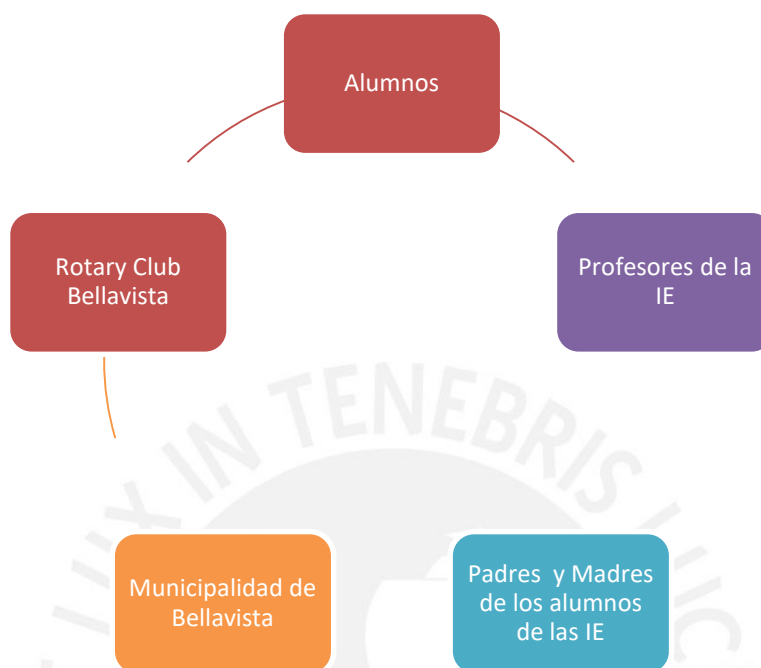 Alumnos
Rotary Club
Bellavista
Profesores de la
IE
Municipalidad de
Bellavista
Padres y Madres
de los alumnos
de las IE
LUX IN TENEBRIS LUC